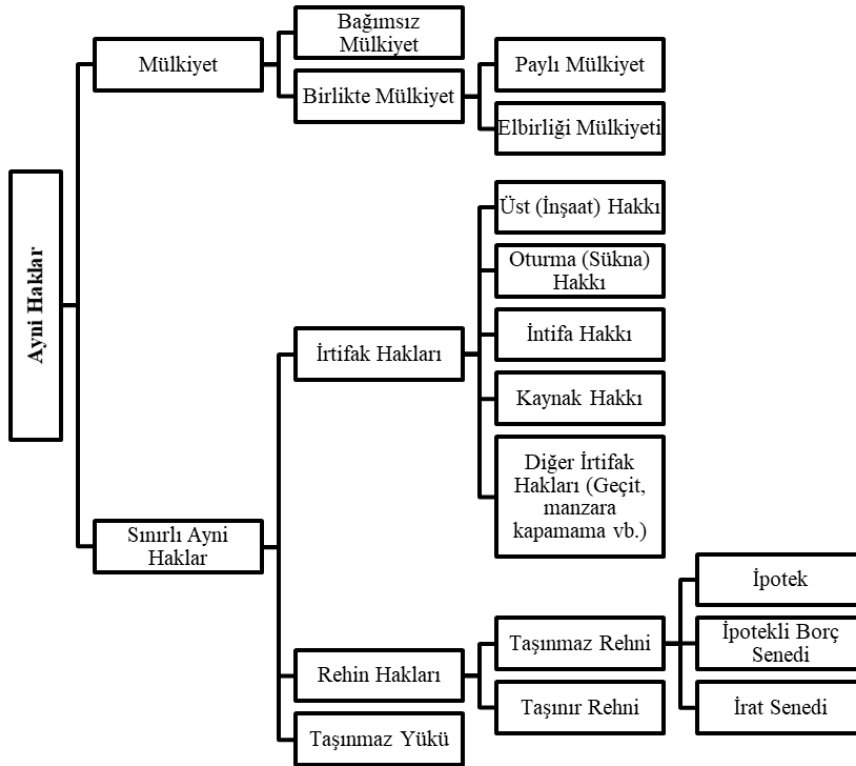 Ayni Haklar
Mülkiyet
Bağımsız
Mülkiyet
Birlikte Mülkiyet
Paylı Mülkiyet
Elbirliği Mülkiyeti
Sınırlı Ayni
Haklar
İrtifak Hakları
Üst (İnşaat) Hakkı
Oturma (Sükna)
Hakkı
İntifa Hakkı
Kaynak Hakkı
Diğer İrtifak
Hakları (Geçit,
manzara
kapamama vb.)
Rehin Hakları
Taşınmaz Rehni
İpotek
İpotekli Borç
Senedi
İrat Senedi
Taşınır Rehni
Taşınmaz Yükü